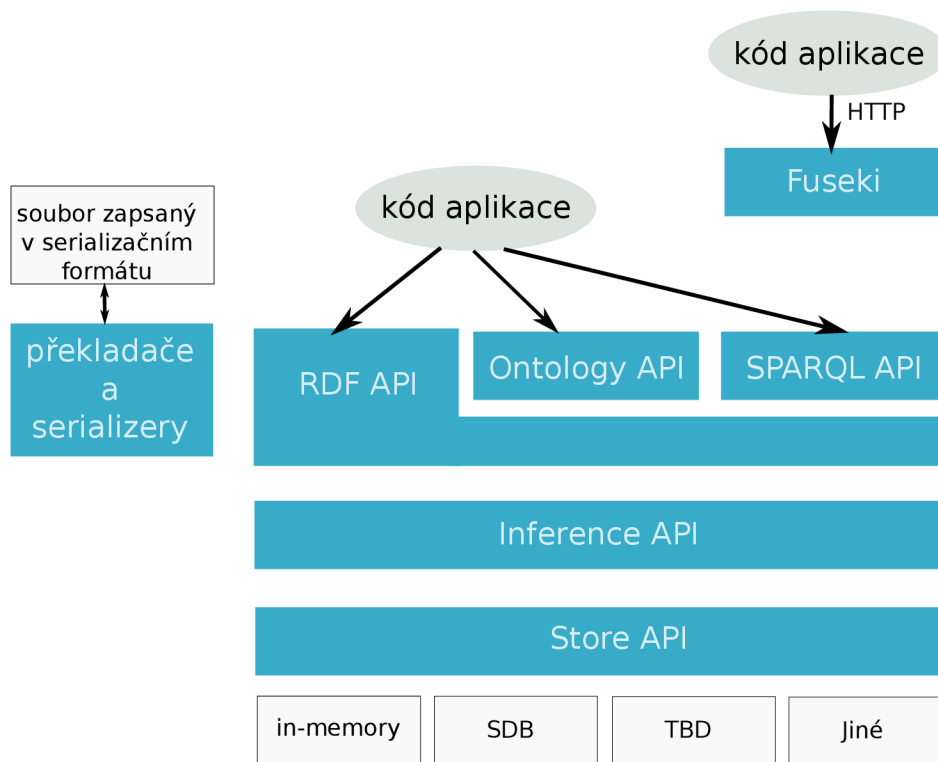 kód aplikace
HTTP
Fuseki
kód aplikace
soubor zapsaný
v serializačním
formátu
překladače
a
serializery
RDF API
Ontology API
SPARQL API
Inference API
Store API
in-memory
SDB
TBD
Jiné